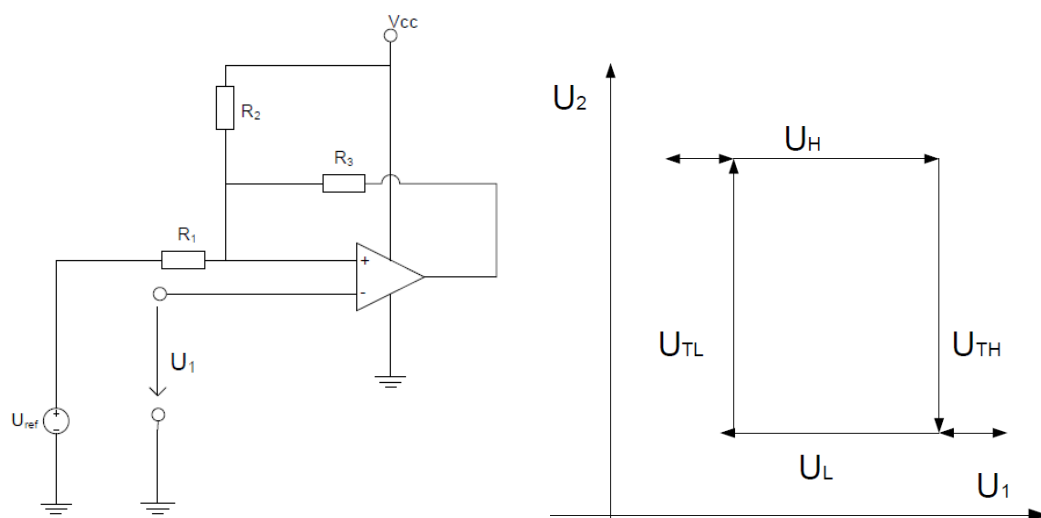 Vcc
R2
R3
R1
+
-
U1
Uref
+
-
U2
UH
UTL
UTH
UL
U1